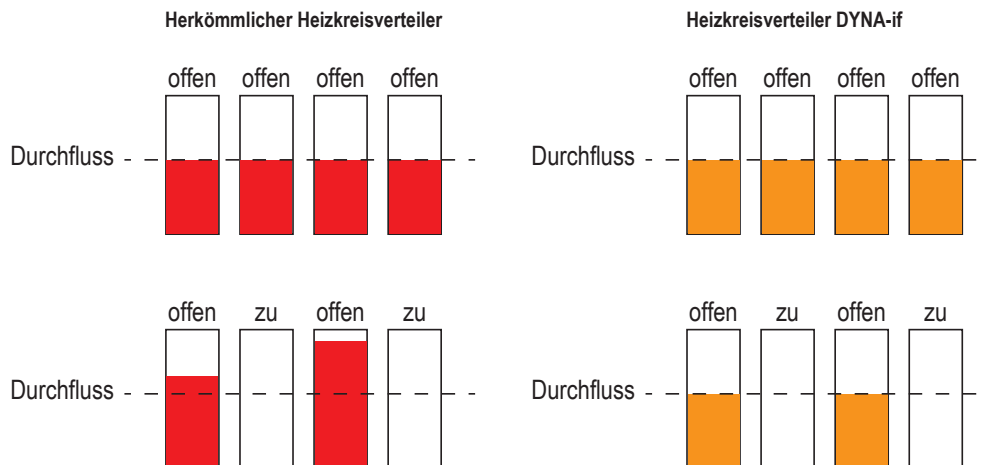 Herkömmlicher Heizkreisverteiler
Heizkreisverteiler DYNA-if
offen offen offen offen
offen offen offen offen
Durchfluss
Durchfluss
offen zu offen zu
offen zu offen zu
Durchfluss
Durchfluss